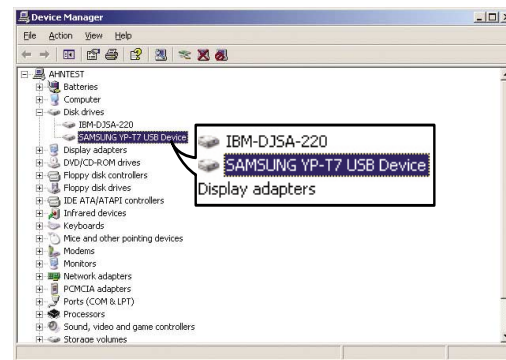 Device Manager
File Action View Help
AHNTEST
Batteries
Computer
Disk drives
IBM-DJSA-220
SAMSUNG YP-T7 USB Device
Display adapters
DVD/CD-ROM drives
Floppy disk controllers
Floppy disk drives
IDE ATA/ATAPI controllers
Infrared devices
Keyboards
Mice and other pointing devices
Modems
Monitors
Network adapters
PCMCIA adapters
Ports (COM & LPT)
Processors
Sound, video and game controllers
Storage volumes
IBM-DJSA-220
SAMSUNG YP-T7 USB Device
Display adapters